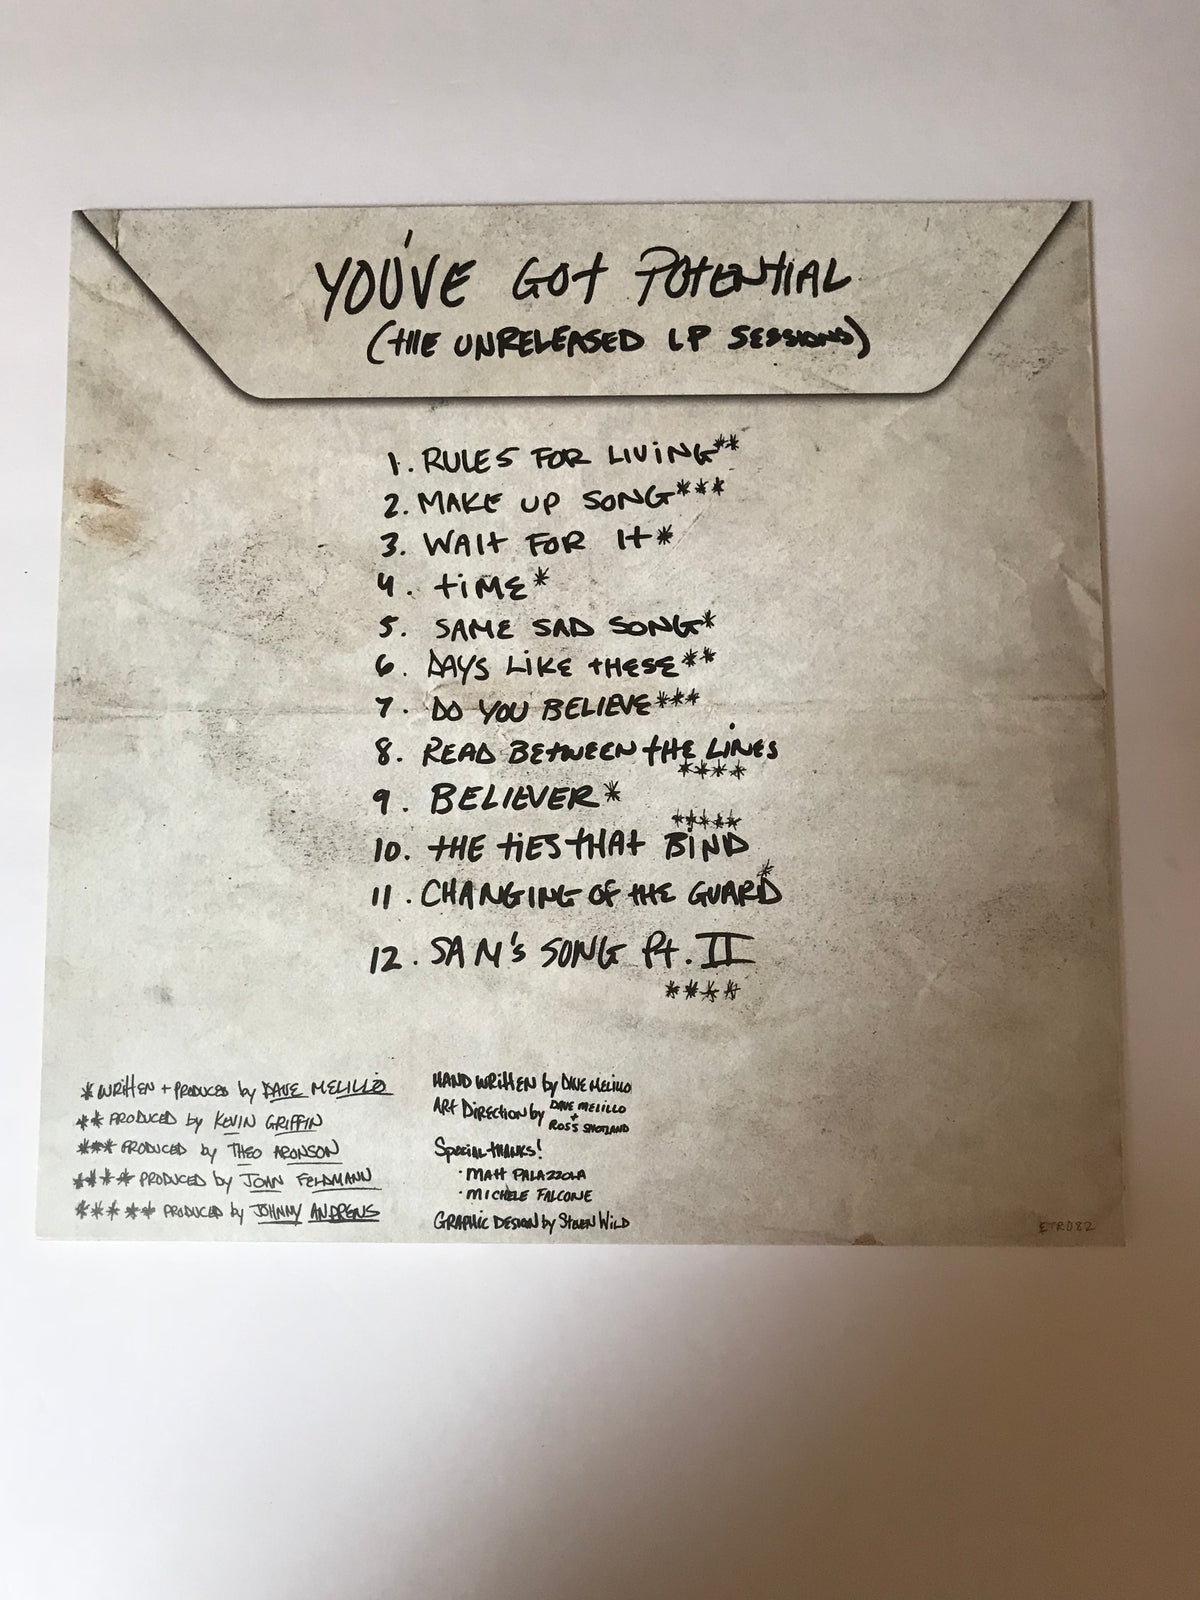 YOU'VE GOT POTENTIAL
(THE UNRELEASED LP SESSIONS)
1. RULES FOR LIVING**
2. MAKE UP SONG***
3. WAIT FOR IT*
4. TIME*
5. SAME SAD SONG*
6. DAYS LIKE THESE**
7. DO YOU BELIEVE***
8. READ BETWEEN THE LINES
****
9. BELIEVER*
*****
10. THE TIES THAT BIND
*
11. CHANGING OF THE GUARD
12. SAM'S SONG Pt. II
****
* WRITTEN + PRODUCED by DAVE MELILLO
** PRODUCED by KEVIN GRIFFIN
*** PRODUCED by THEO ARONSON
**** PRODUCED by JOHN FELDMANN
***** PRODUCED by JOHNNY
HAND WRITTEN by DAVE MELILLO
ART DIRECTION by DAVE MELILLO
+
ROSS SHOTLAND
Special thanks!
· MATT PALAZZOLA
· MICHELE FALCONE
GRAPHIC DESIGN by STEVEN WILD
ETR082